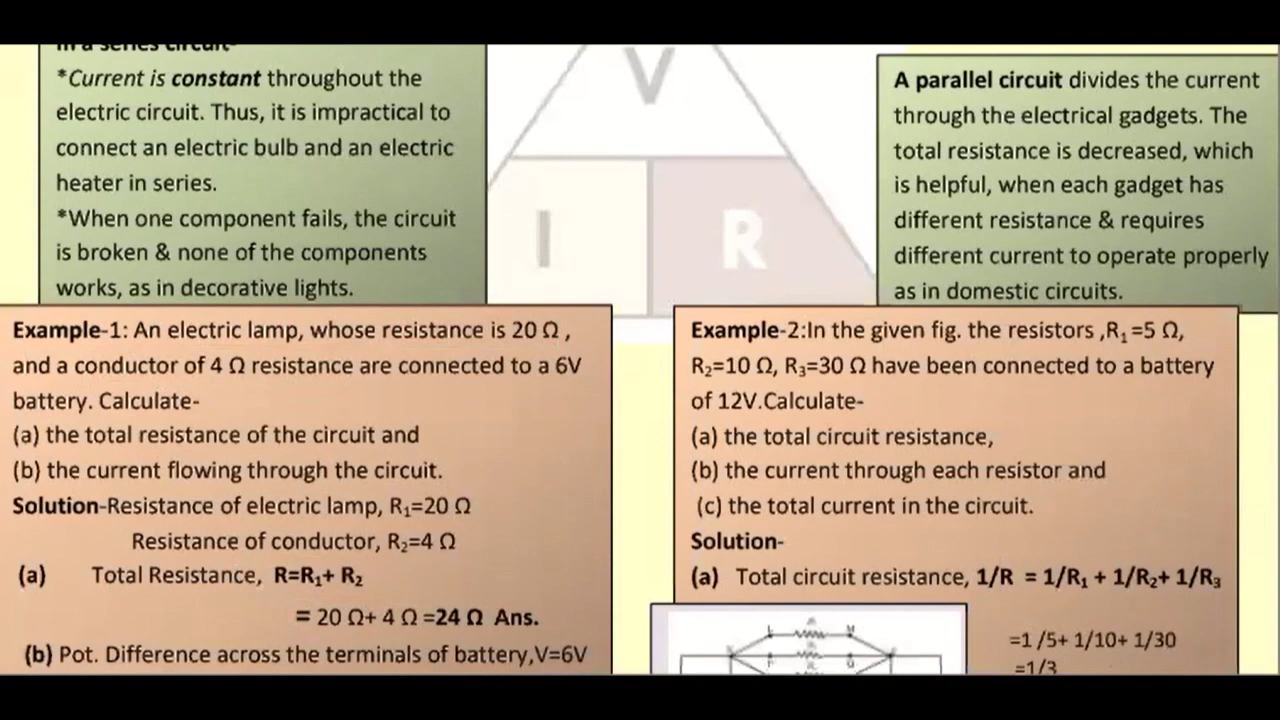 In a series circuit-
*Current is constant throughout the
electric circuit. Thus, it is impractical to
connect an electric bulb and an electric
heater in series.
*When one component fails, the circuit
is broken & none of the components
works, as in decorative lights.
V
I
R
A parallel circuit divides the current
through the electrical gadgets. The
total resistance is decreased, which
is helpful, when each gadget has
different resistance & requires
different current to operate properly
as in domestic circuits.
Example-1: An electric lamp, whose resistance is 20 Ω ,
and a conductor of 4 Ω resistance are connected to a 6V
battery. Calculate-
(a) the total resistance of the circuit and
(b) the current flowing through the circuit.
Solution-Resistance of electric lamp, R₁=20 Ω
Resistance of conductor, R₂=4 Ω
(a) Total Resistance, R=R₁+ R₂
= 20 Ω+ 4 Ω =24 Ω Ans.
(b) Pot. Difference across the terminals of battery,V=6V
Example-2:In the given fig. the resistors ,R₁=5 Ω,
R₂=10 Ω, R₃=30 Ω have been connected to a battery
of 12V.Calculate-
(a) the total circuit resistance,
(b) the current through each resistor and
(c) the total current in the circuit.
Solution-
(a) Total circuit resistance, 1/R = 1/R₁ + 1/R₂+ 1/R₃
=1 /5+ 1/10+ 1/30
=1/3